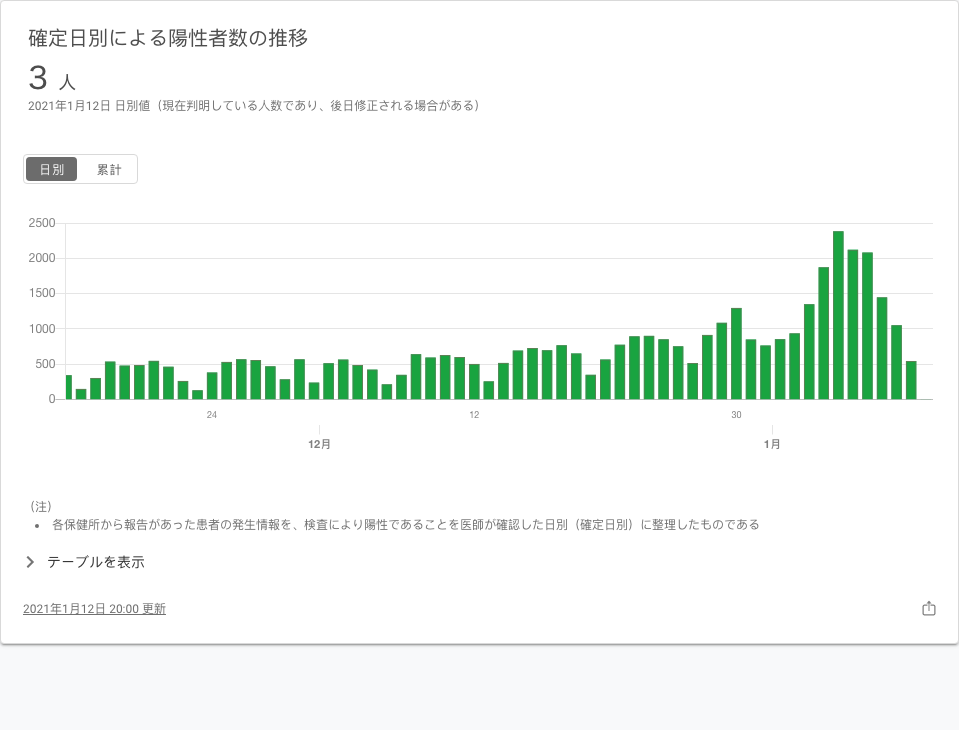 確定日別による陽性者数の推移
3 人
2021年1月12日 日別値（現在判明している人数であり、後日修正される場合がある）
日別 累計
2500
2000
1500
1000
500
0
24 12 30
12月 1月
（注）
• 各保健所から報告があった患者の発生情報を、検査により陽性であることを医師が確認した日別（確定日別）に整理したものである
テーブルを表示
2021年1月12日 20:00 更新